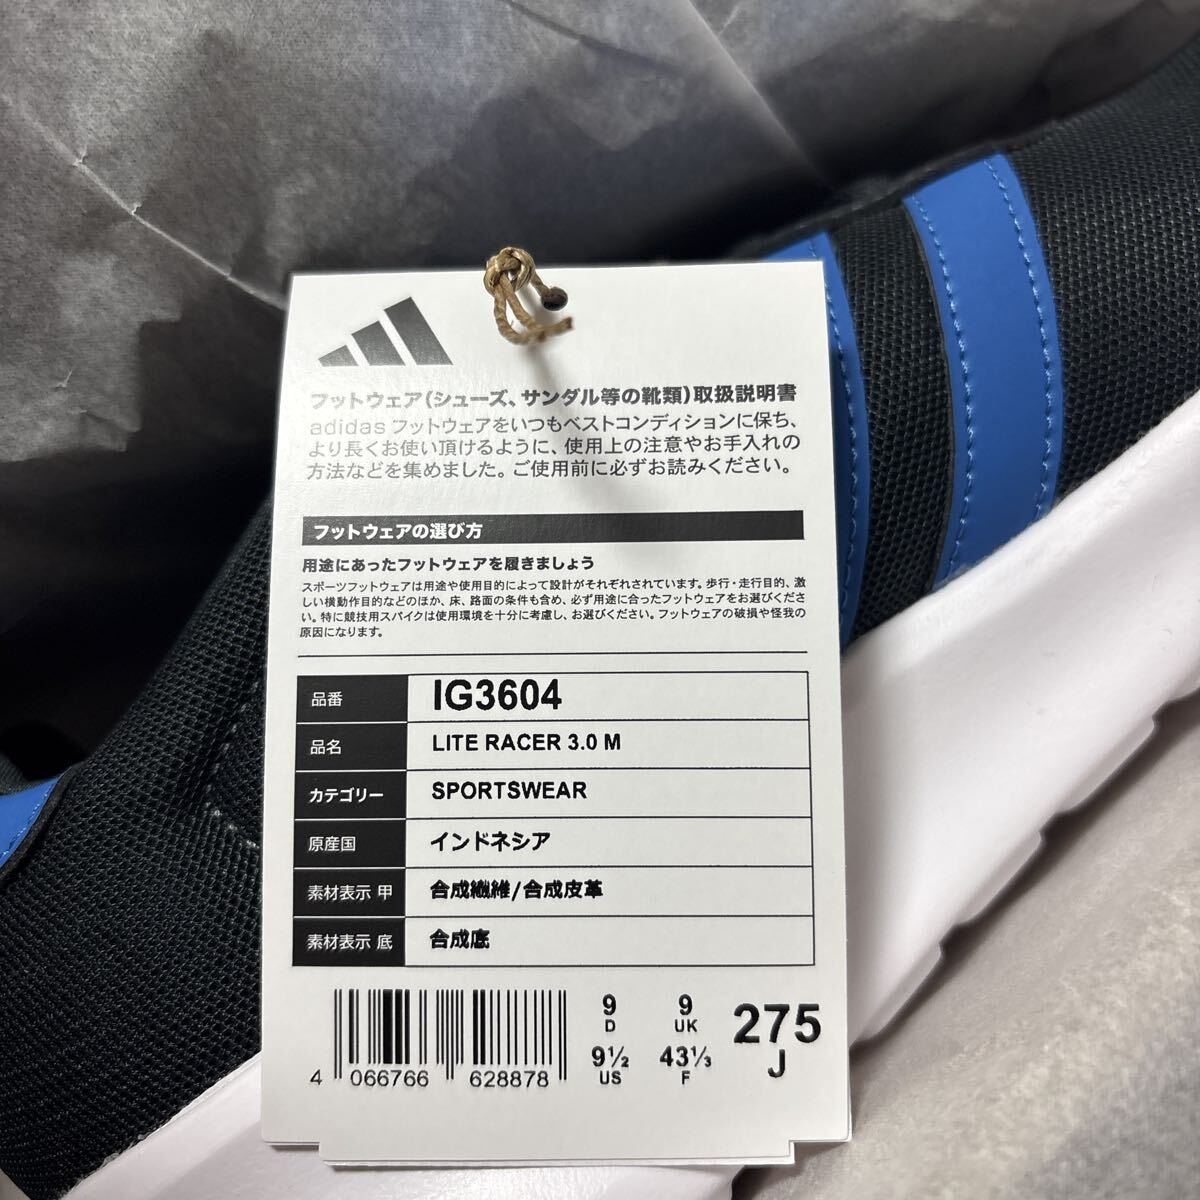 フットウェア(シューズ、サンダル等の靴類)取扱説明書
adidas フットウェアをいつもベストコンディションに保ち、
より長くお使い頂けるように、使用上の注意やお手入れの
方法などを集めました。ご使用前に必ずお読みください。
フットウェアの選び方
用途にあったフットウェアを履きましょう
スポーツフットウェアは用途や使用目的によって設計がそれぞれされています。歩行・走行目的、激
しい横動作目的などのほか、床、路面の条件も含め、必ず用途に合ったフットウェアをお選びくださ
い。特に競技用スパイクは使用環境を十分に考慮し、お選びください。フットウェアの破損や怪我の
原因になります。
品番 IG3604
品名 LITE RACER 3.0 M
カテゴリー SPORTSWEAR
原産国 インドネシア
素材表示 甲 合成繊維/合成皮革
素材表示 底 合成底
4 066766 628878
9 D 9 UK
9½ US 43⅓ F
275 J